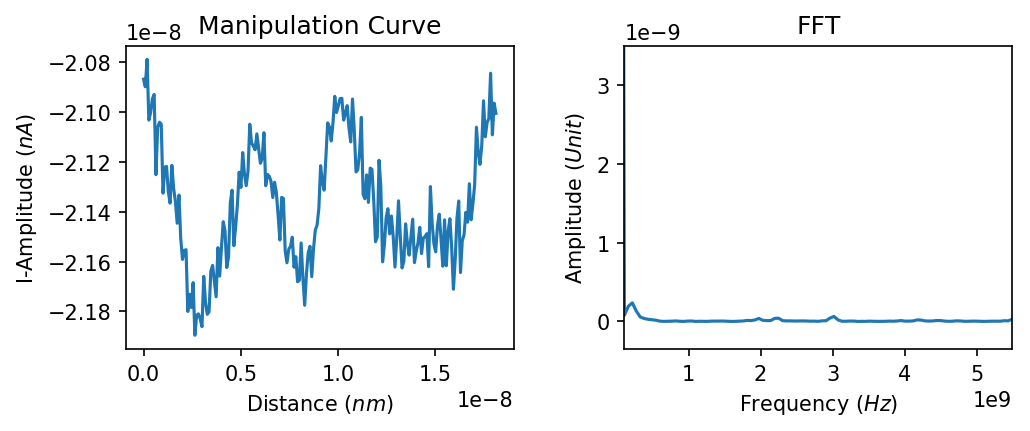 Manipulation Curve
1e−8
−2.08
−2.10
−2.12
−2.14
−2.16
−2.18
I-Amplitude (nA)
0.0 0.5 1.0 1.5
Distance (nm)
1e−8
FFT
1e−9
3
2
1
0
Amplitude (Unit)
1 2 3 4 5
Frequency (Hz)
1e9